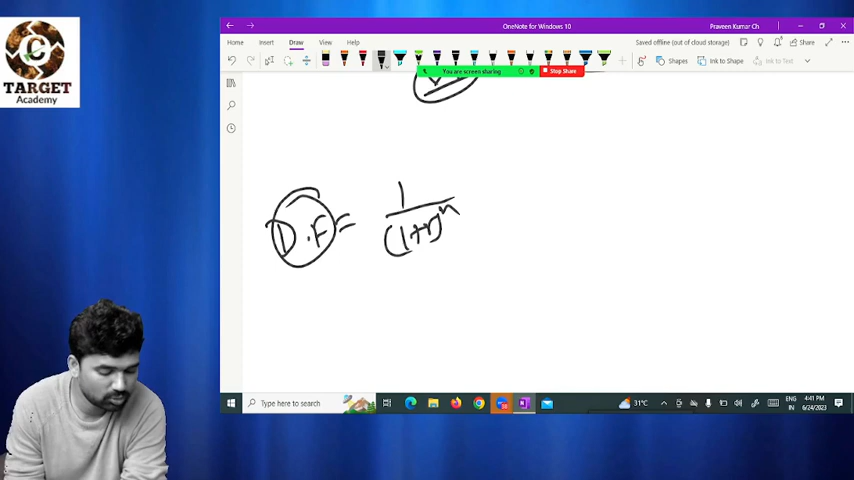 OneNote for Windows 10
Praveen Kumar Ch
Home Insert Draw View Help
Saved offline (out of cloud storage)
Share
You are screen sharing
Stop Share
Shapes
Ink to Shape
Ink to Text
TARGET
Academy
D.F = 1
(1+r)^n
Type here to search
31°C
ENG
IN
4:41 PM
6/24/2023